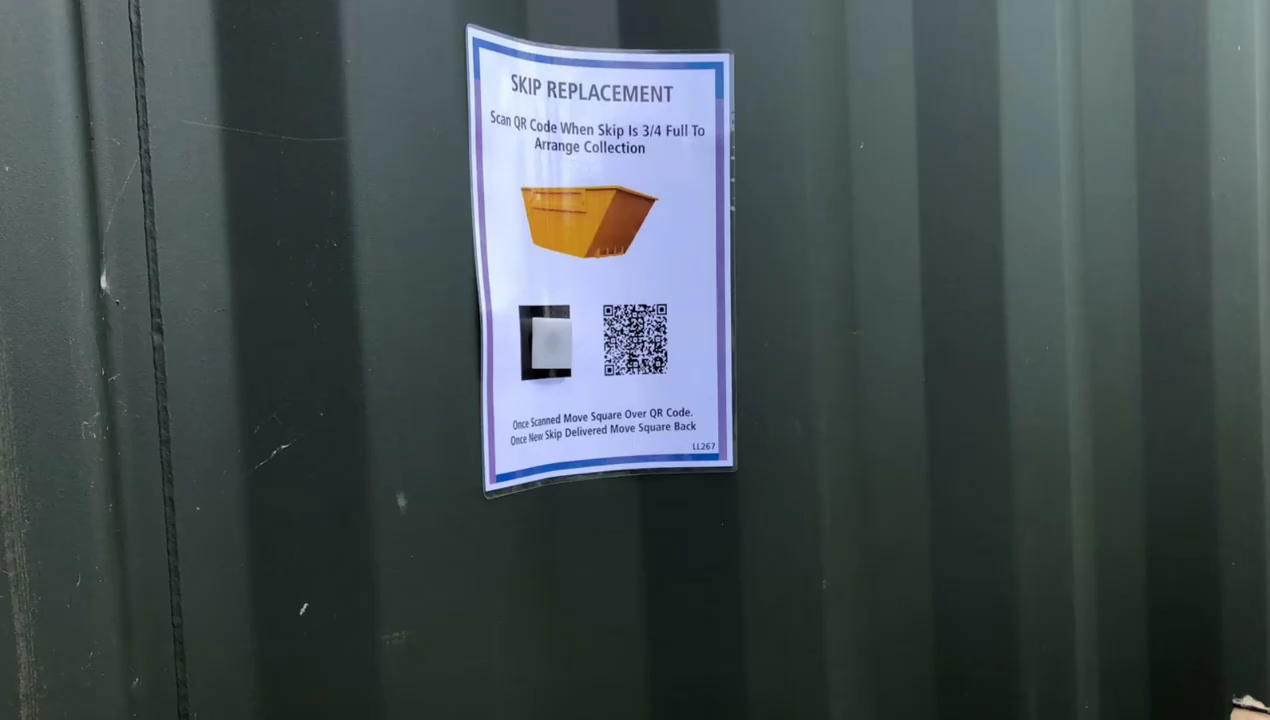 SKIP REPLACEMENT
Scan QR Code When Skip Is 3/4 Full To
Arrange Collection
Once Scanned Move Square Over QR Code.
Once New Skip Delivered Move Square Back
LL267